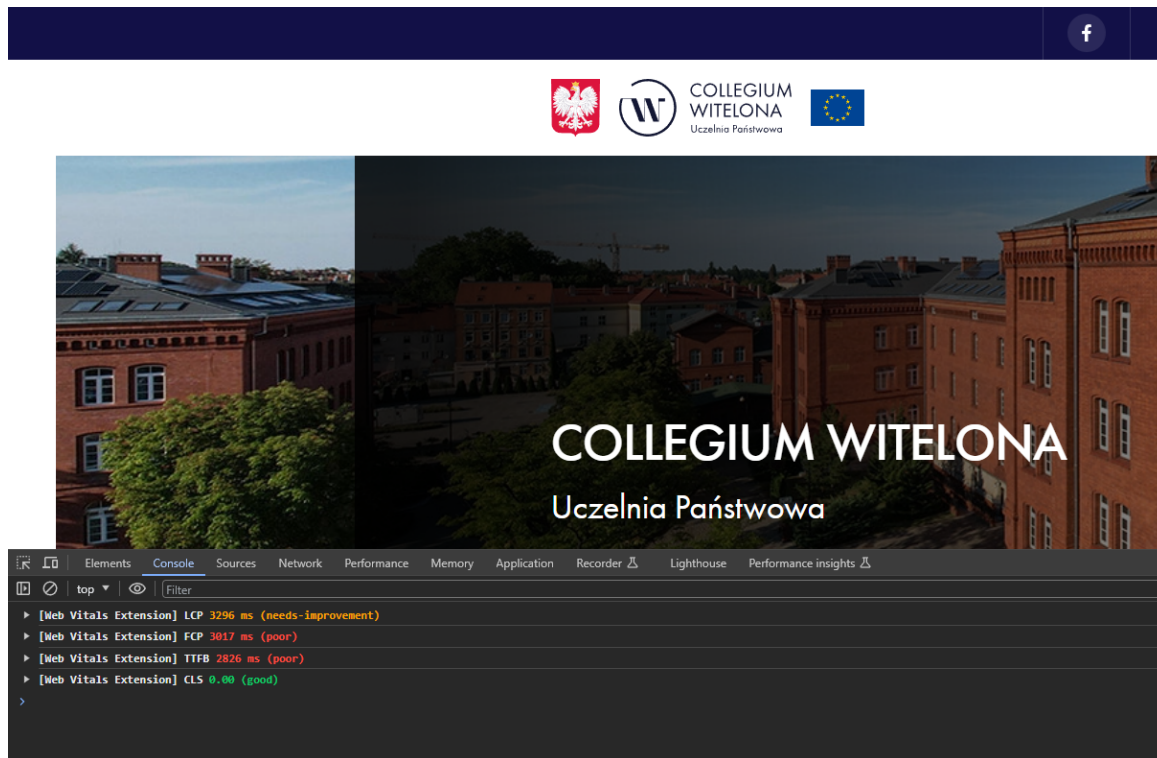 COLLEGIUM
WITELONA
Uczelnia Państwowa
COLLEGIUM WITELONA
Uczelnia Państwowa
Elements Console Sources Network Performance Memory Application Recorder Lighthouse Performance insights
top Filter
[Web Vitals Extension] LCP 3296 ms (needs-improvement)
[Web Vitals Extension] FCP 3017 ms (poor)
[Web Vitals Extension] TTFB 2826 ms (poor)
[Web Vitals Extension] CLS 0.00 (good)